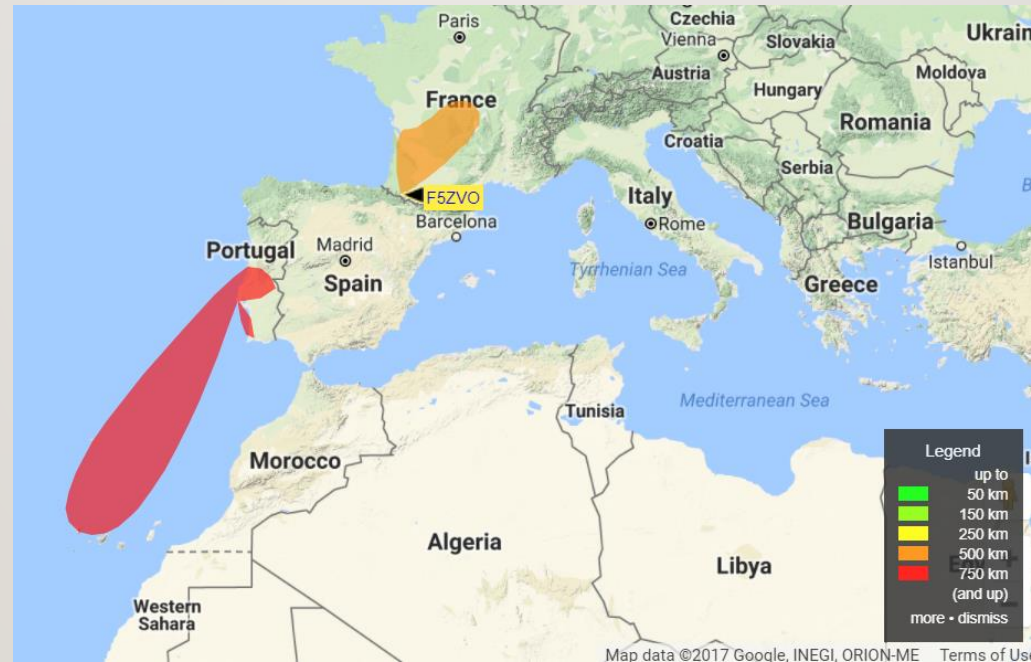 Paris
Czechia
Vienna
Slovakia
Ukrain
Austria
Hungary
Moldova
France
Croatia
Romania
Serbia
F5ZVO
Italy
Bulgaria
Barcelona
Rome
Portugal
Madrid
Istanbul
Spain
Tyrrhenian Sea
Greece
Mediterranean Sea
Tunisia
Morocco
Algeria
Libya
Western
Sahara
Legend
up to
50 km
150 km
250 km
500 km
750 km
(and up)
more • dismiss
Map data ©2017 Google, INEGI, ORION-ME Terms of Use